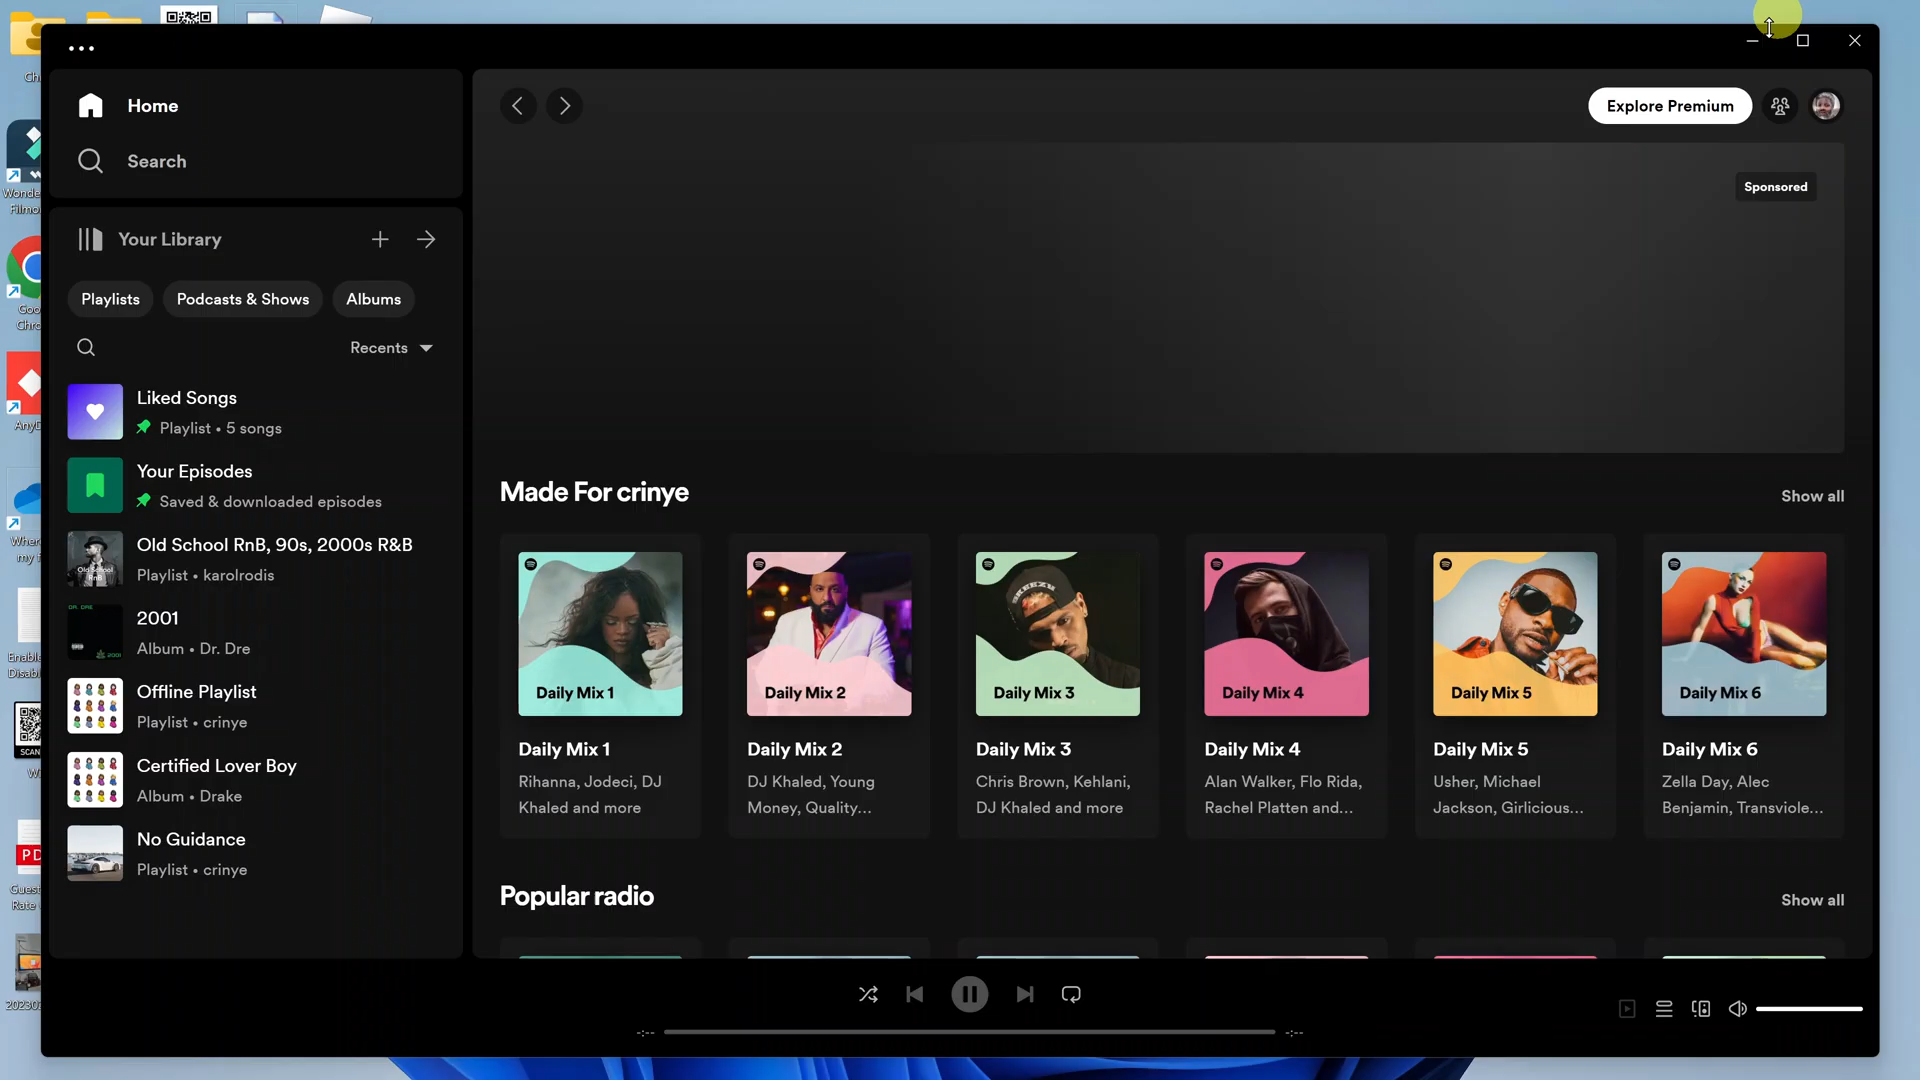 Home
Search
Your Library
Playlists
Podcasts & Shows
Albums
Recents
Liked Songs
Playlist • 5 songs
Your Episodes
Saved & downloaded episodes
Old School RnB, 90s, 2000s R&B
Playlist • karolrodis
2001
Album • Dr. Dre
Offline Playlist
Playlist • crinye
Certified Lover Boy
Album • Drake
No Guidance
Playlist • crinye
Explore Premium
Sponsored
Made For crinye
Show all
Daily Mix 1
Daily Mix 2
Daily Mix 3
Daily Mix 4
Daily Mix 5
Daily Mix 6
Daily Mix 1
Rihanna, Jodeci, DJ
Khaled and more
Daily Mix 2
DJ Khaled, Young
Money, Quality...
Daily Mix 3
Chris Brown, Kehlani,
DJ Khaled and more
Daily Mix 4
Alan Walker, Flo Rida,
Rachel Platten and...
Daily Mix 5
Usher, Michael
Jackson, Girlicious...
Daily Mix 6
Zella Day, Alec
Benjamin, Transviole...
Popular radio
Show all
-:--
-:--